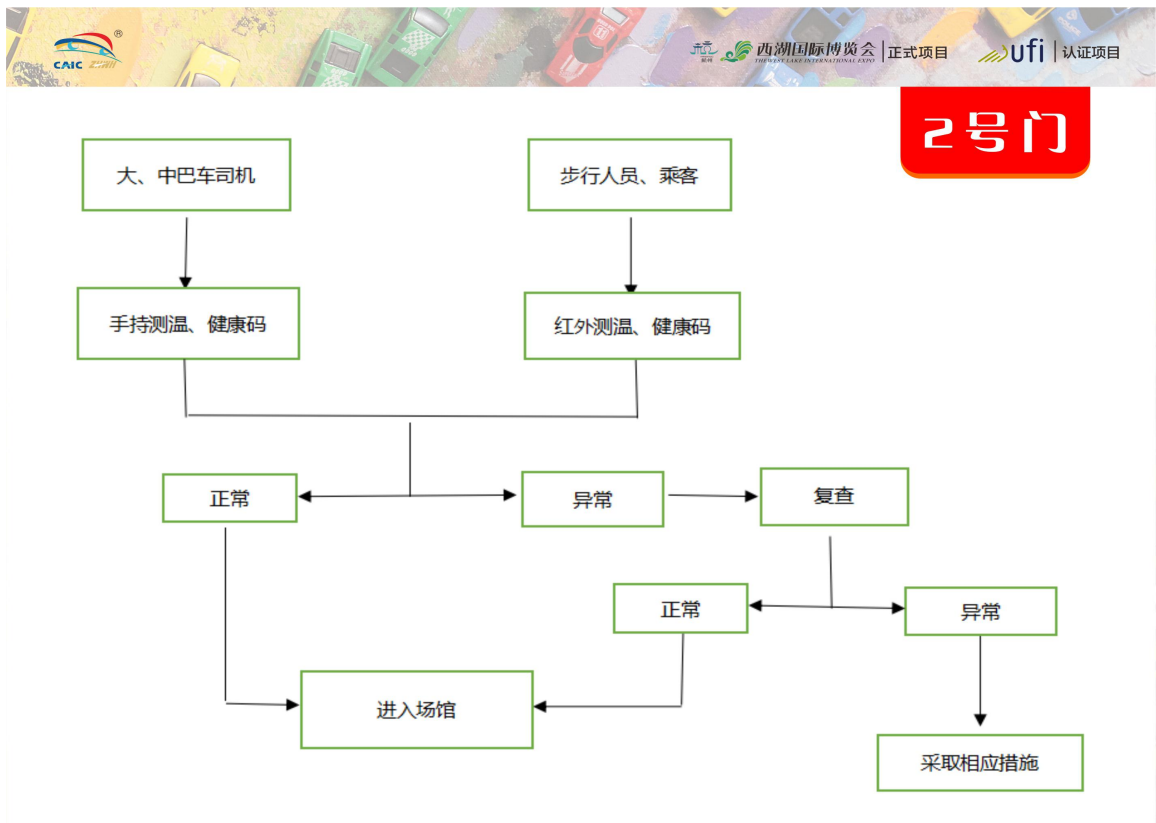 CAIC
®
杭州
西湖国际博览会
THE WEST LAKE INTERNATIONAL EXPO
正式项目
ufi
认证项目
2号门
大、中巴车司机
步行人员、乘客
手持测温、健康码
红外测温、健康码
正常
异常
复查
正常
异常
进入场馆
采取相应措施